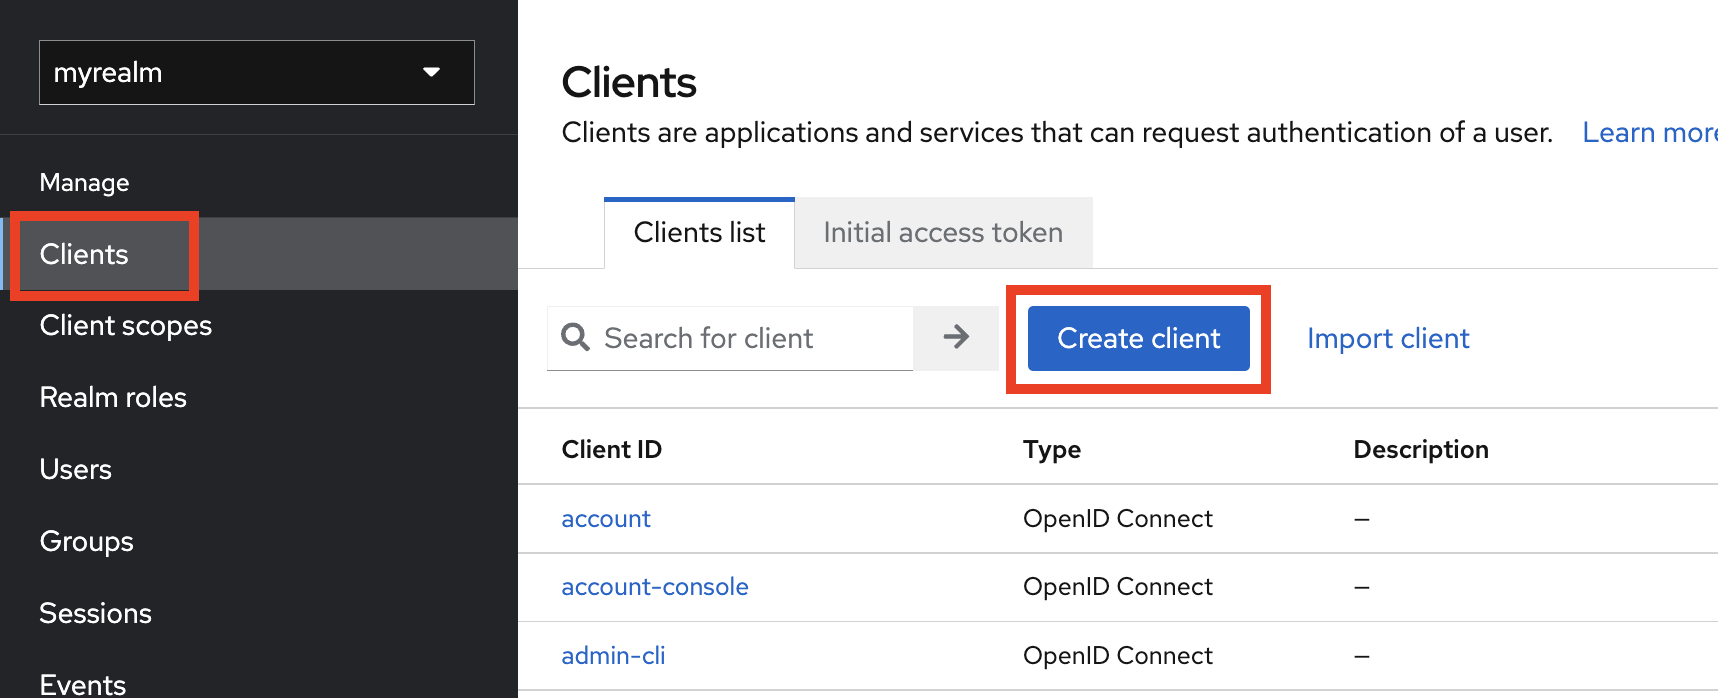 myrealm
Manage
Clients
Client scopes
Realm roles
Users
Groups
Sessions
Events
Clients
Clients are applications and services that can request authentication of a user. Learn more
Clients list Initial access token
Search for client Create client Import client
Client ID Type Description
account OpenID Connect –
account-console OpenID Connect –
admin-cli OpenID Connect –